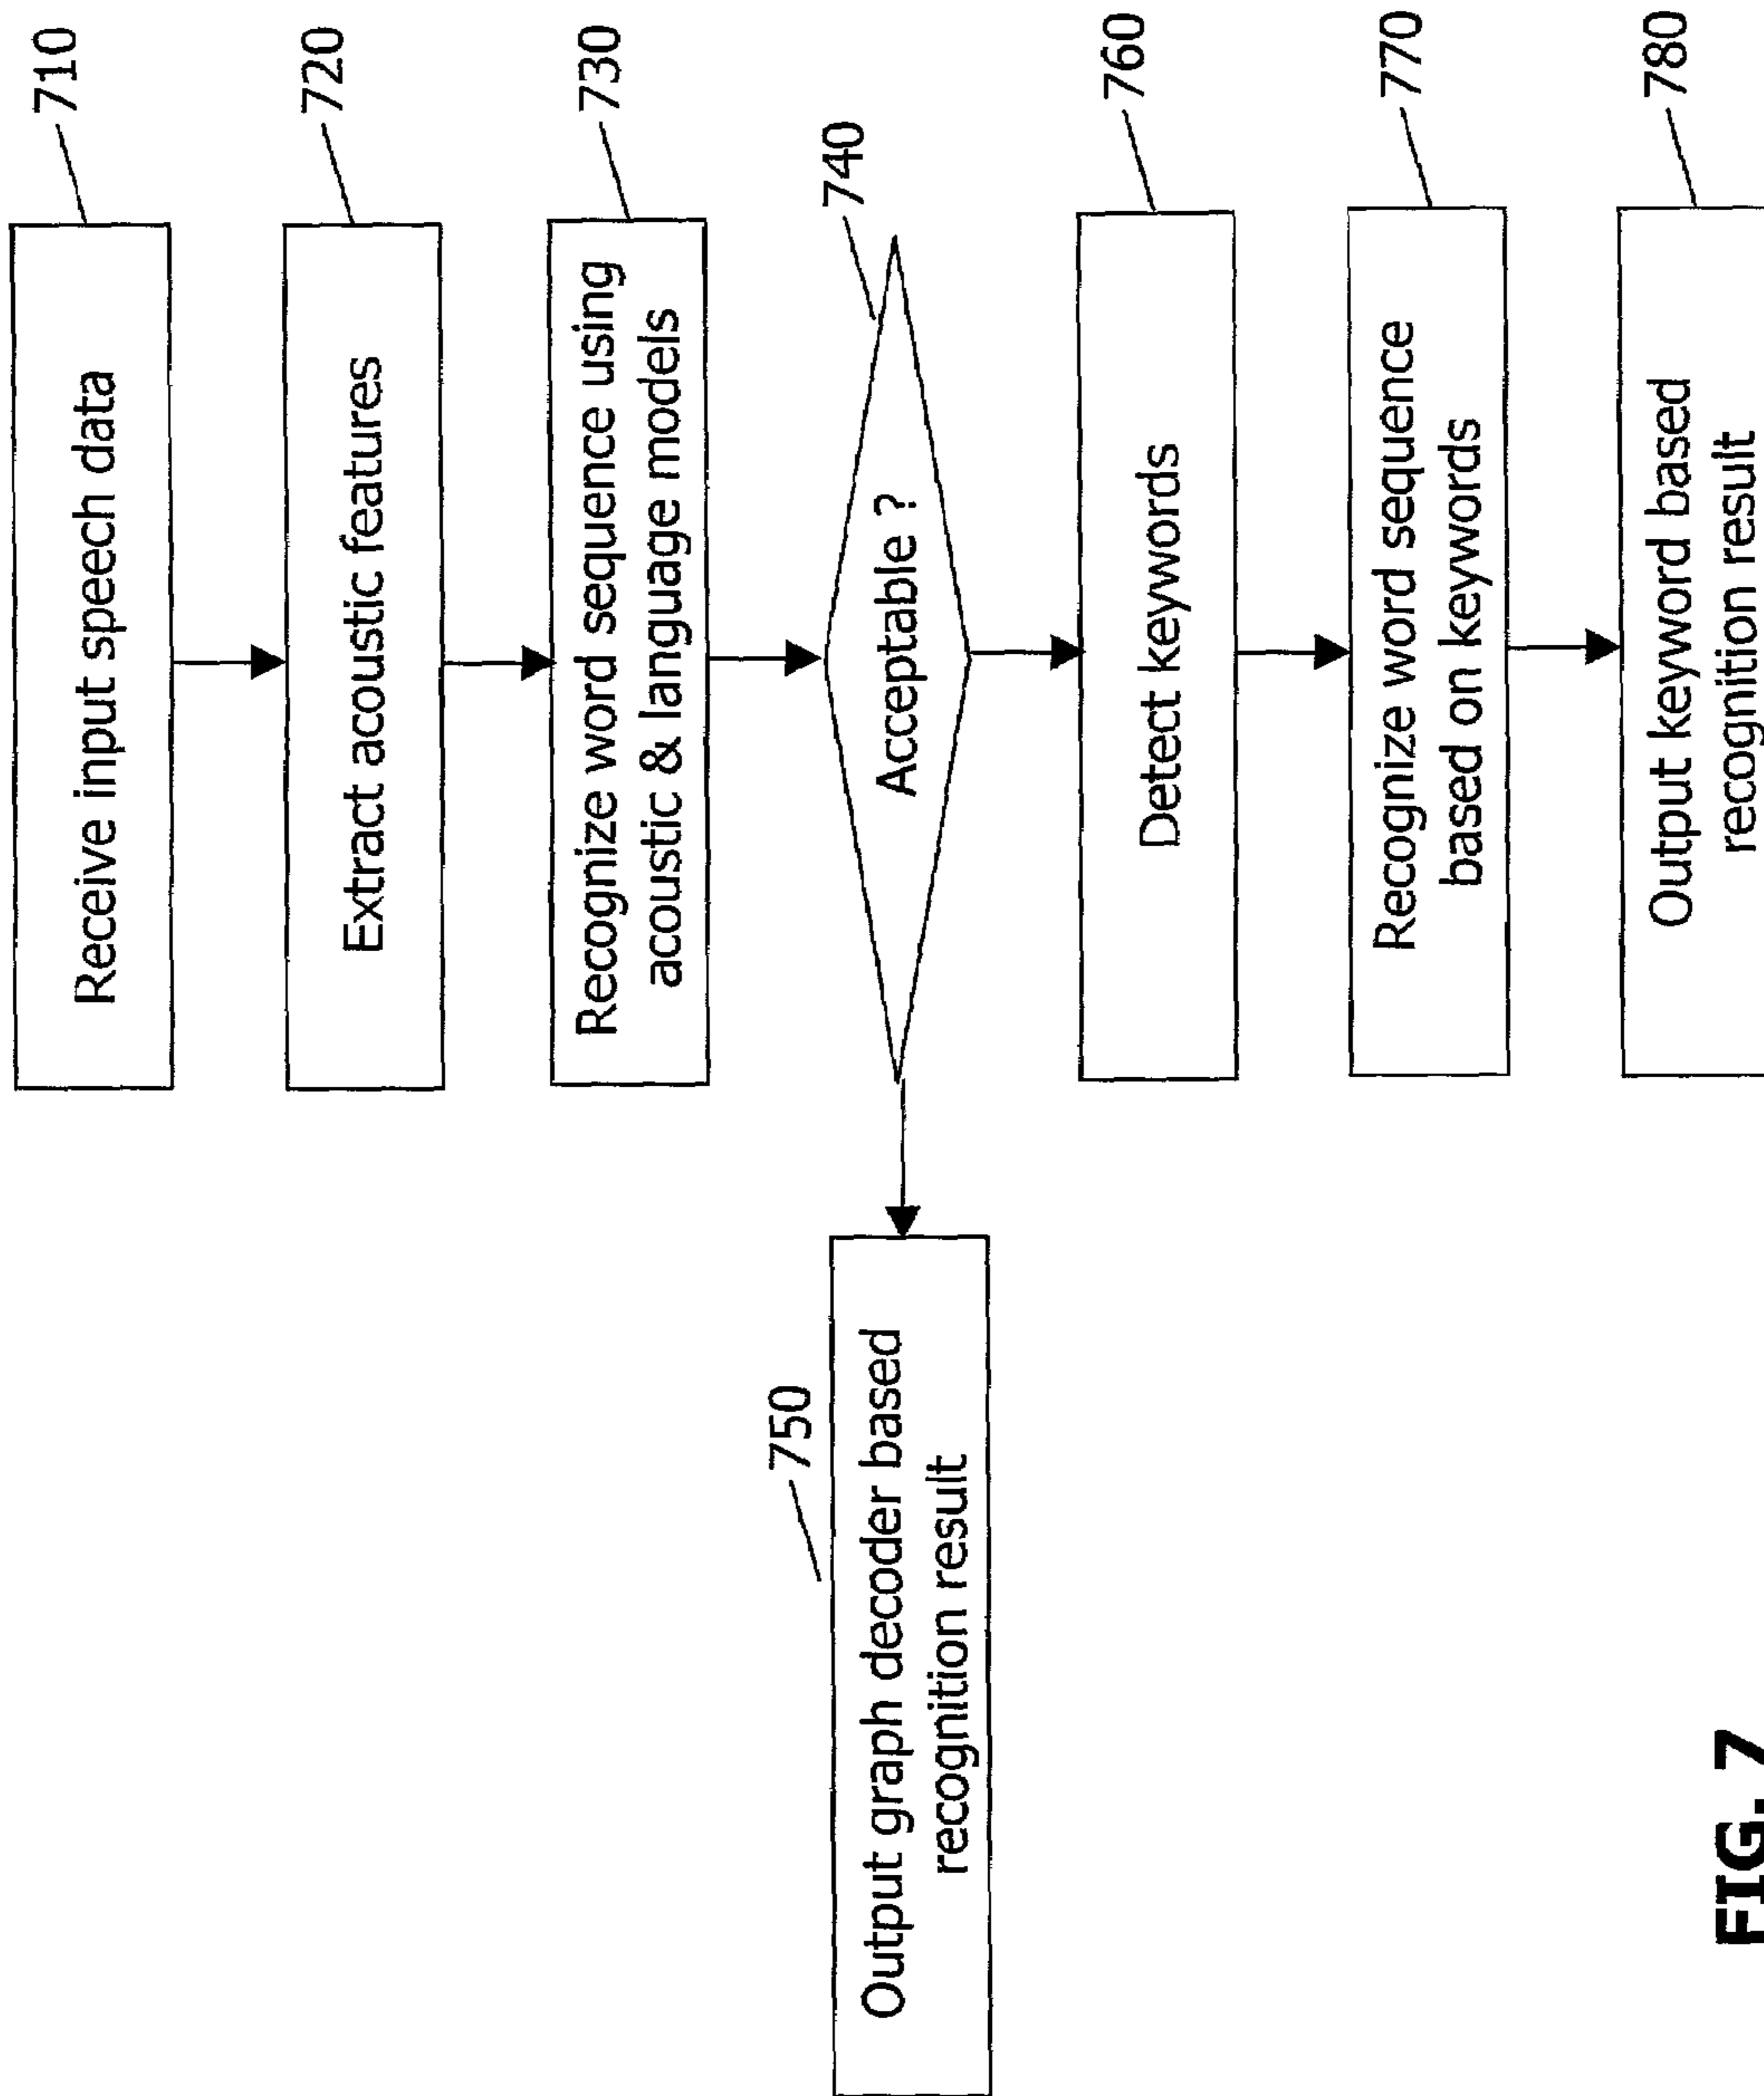 Receive input speech data
710
Extract acoustic features
720
Recognize word sequence using
acoustic & language models
730
Acceptable ?
740
Output graph decoder based
recognition result
750
Detect keywords
760
Recognize word sequence
based on keywords
770
Output keyword based
recognition result
780
FIG. 7